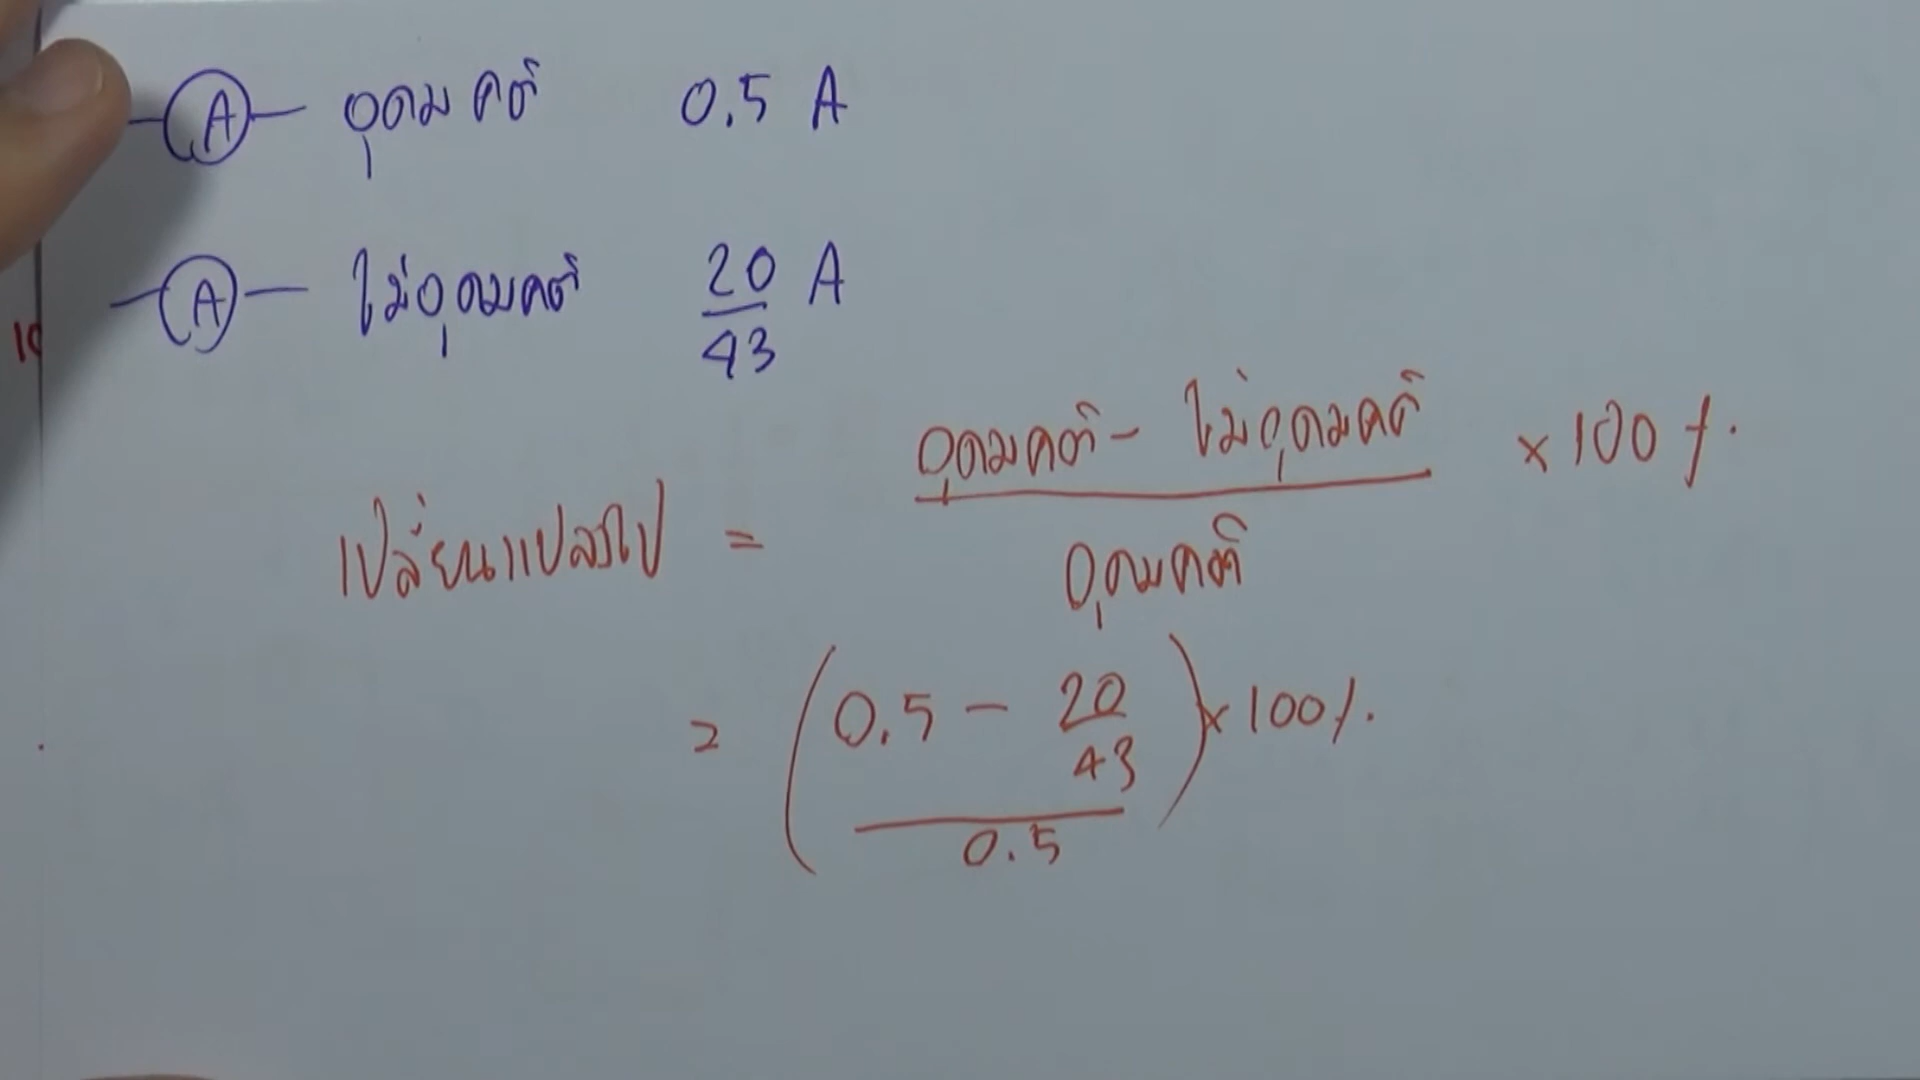 A อุดมคติ 0.5 A
A ไม่อุดมคติ 20/43 A
10
เปลี่ยนแปลงไป = อุดมคติ - ไม่อุดมคติ / อุดมคติ × 100 %
= (0.5 - 20/43 / 0.5) × 100 %